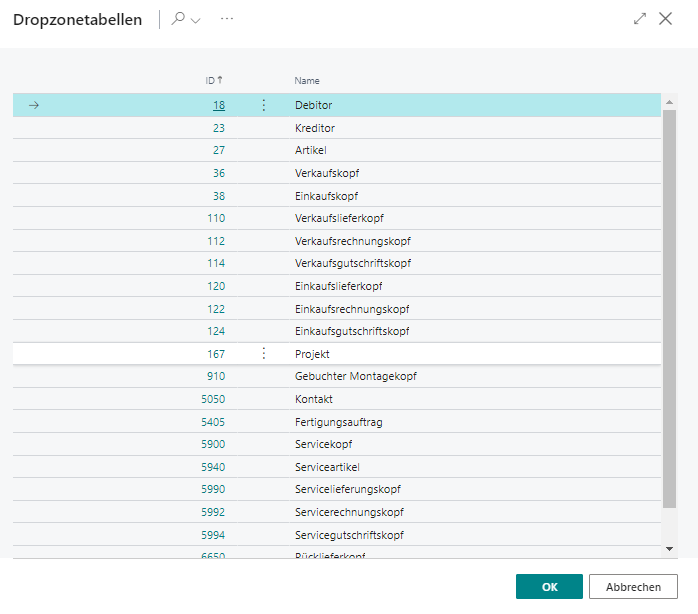 Dropzonetabellen
ID↑ Name
18 Debitor
23 Kreditor
27 Artikel
36 Verkaufskopf
38 Einkaufskopf
110 Verkaufslieferkopf
112 Verkaufsrechnungskopf
114 Verkaufsgutschriftskopf
120 Einkaufslieferkopf
122 Einkaufsrechnungskopf
124 Einkaufsgutschriftskopf
167 Projekt
910 Gebuchter Montagekopf
5050 Kontakt
5405 Fertigungsauftrag
5900 Servicekopf
5940 Serviceartikel
5990 Servicelieferungskopf
5992 Servicerechnungskopf
5994 Servicegutschriftskopf
6650 Rücklieferkopf
OK Abbrechen